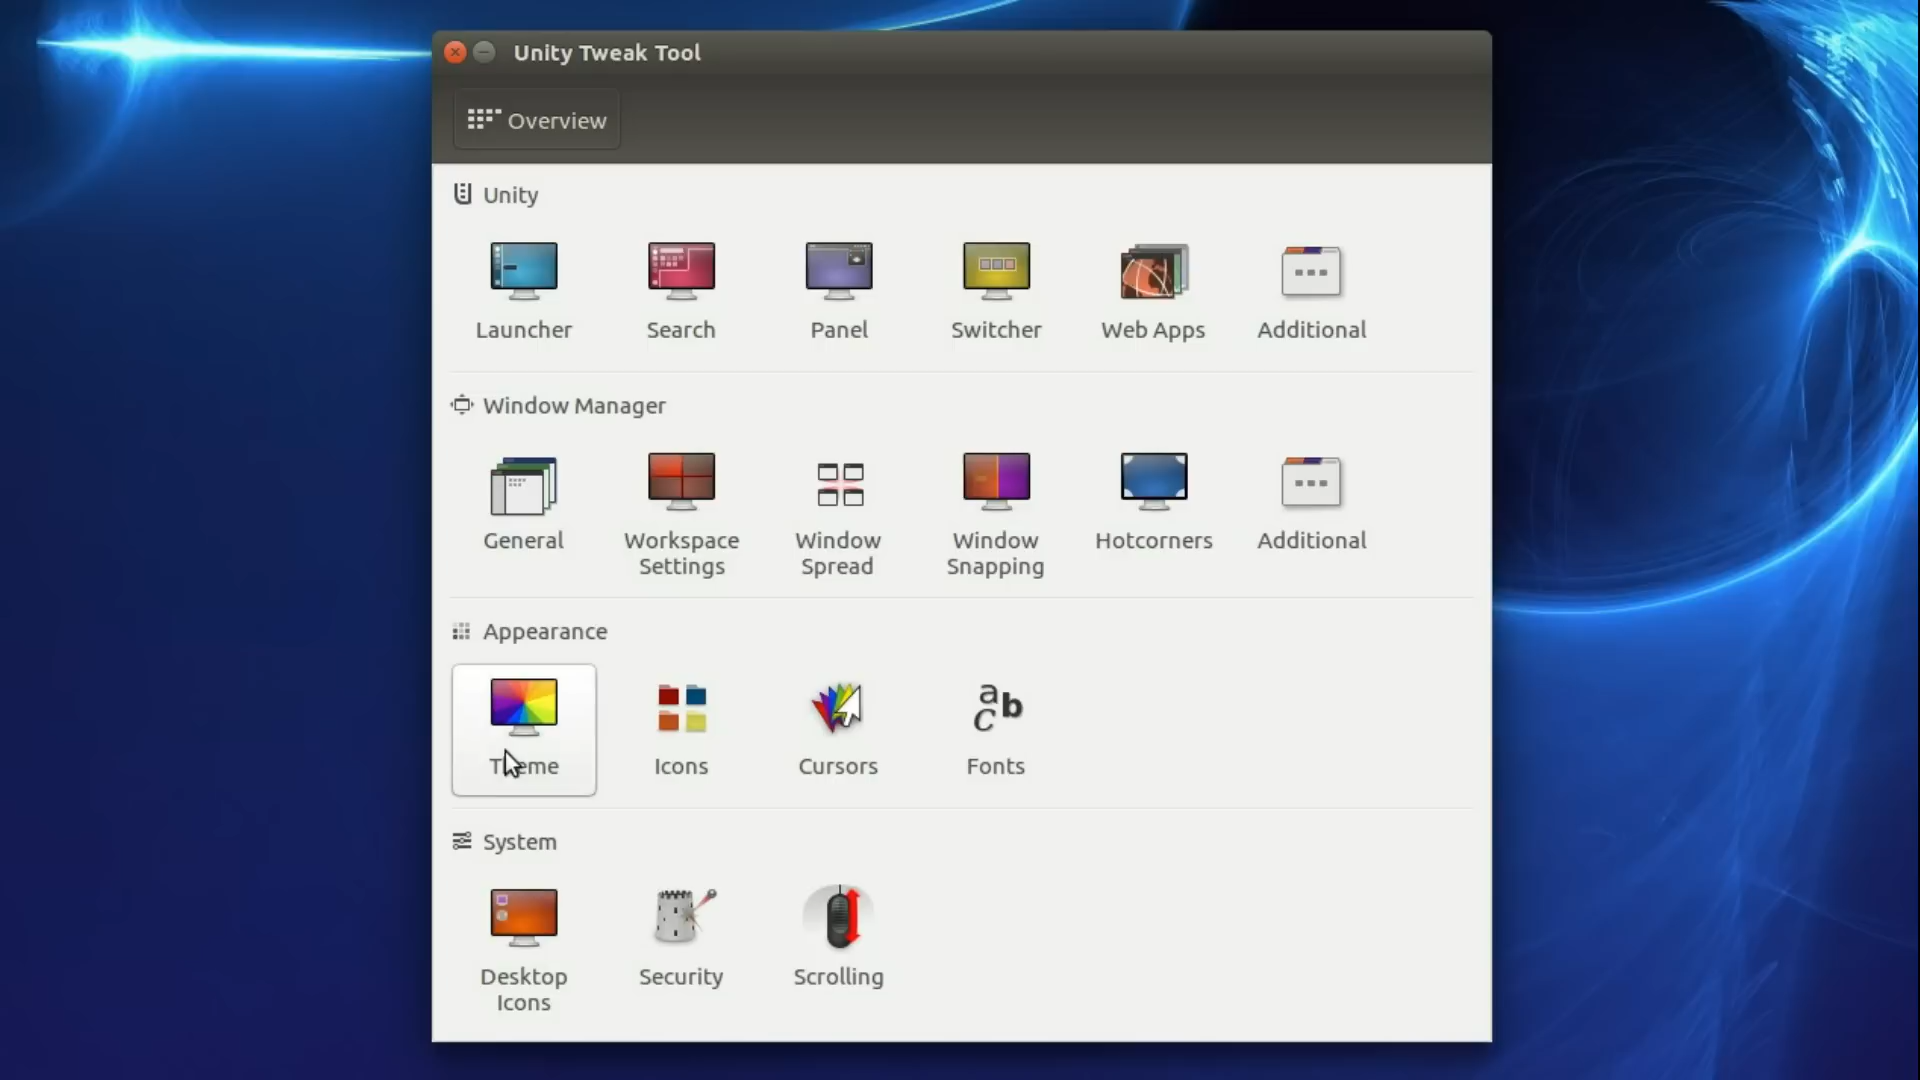 Unity Tweak Tool
Overview
Unity
Launcher
Search
Panel
Switcher
Web Apps
Additional
Window Manager
General
Workspace
Settings
Window
Spread
Window
Snapping
Hotcorners
Additional
Appearance
Theme
Icons
Cursors
Fonts
a
c b
System
Desktop
Icons
Security
Scrolling